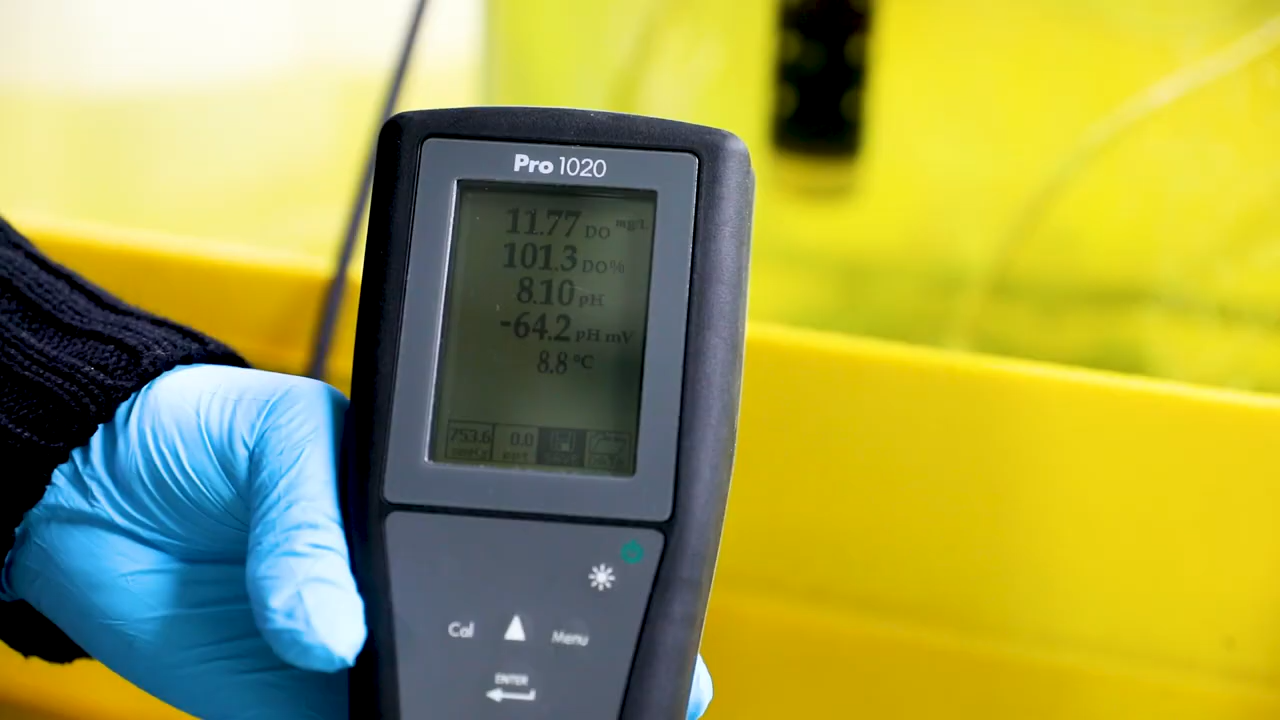 Pro 1020
11.77 DO mg/L
101.3 DO%
8.10 pH
-64.2 pH mV
8.8 °C
753.6 0.0
Cal Menu
ENTER